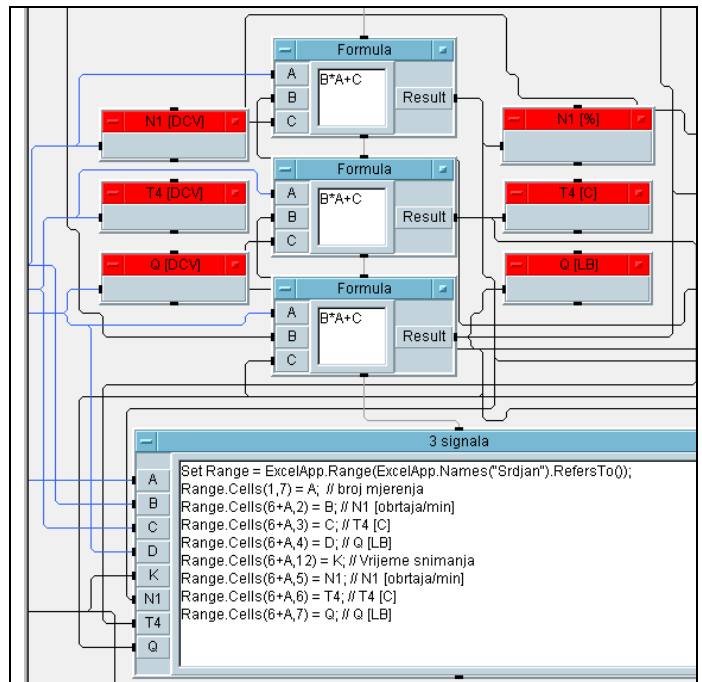 Formula
A
B
C
B*A+C
Result
N1 [DCV]
N1 [%]
Formula
A
B
C
B*A+C
Result
T4 [DCV]
T4 [C]
Formula
A
B
C
B*A+C
Result
Q [DCV]
Q [LB]
3 signala
A
B
C
D
K
N1
T4
Q
Set Range = ExcelApp.Range(ExcelApp.Names("Srdjan").RefersTo());
Range.Cells(1,7) = A; // broj mjerenja
Range.Cells(6+A,2) = B; // N1 [obrtaja/min]
Range.Cells(6+A,3) = C; // T4 [C]
Range.Cells(6+A,4) = D; // Q [LB]
Range.Cells(6+A,12) = K; // Vrijeme snimanja
Range.Cells(6+A,5) = N1; // N1 [obrtaja/min]
Range.Cells(6+A,6) = T4; // T4 [C]
Range.Cells(6+A,7) = Q; // Q [LB]